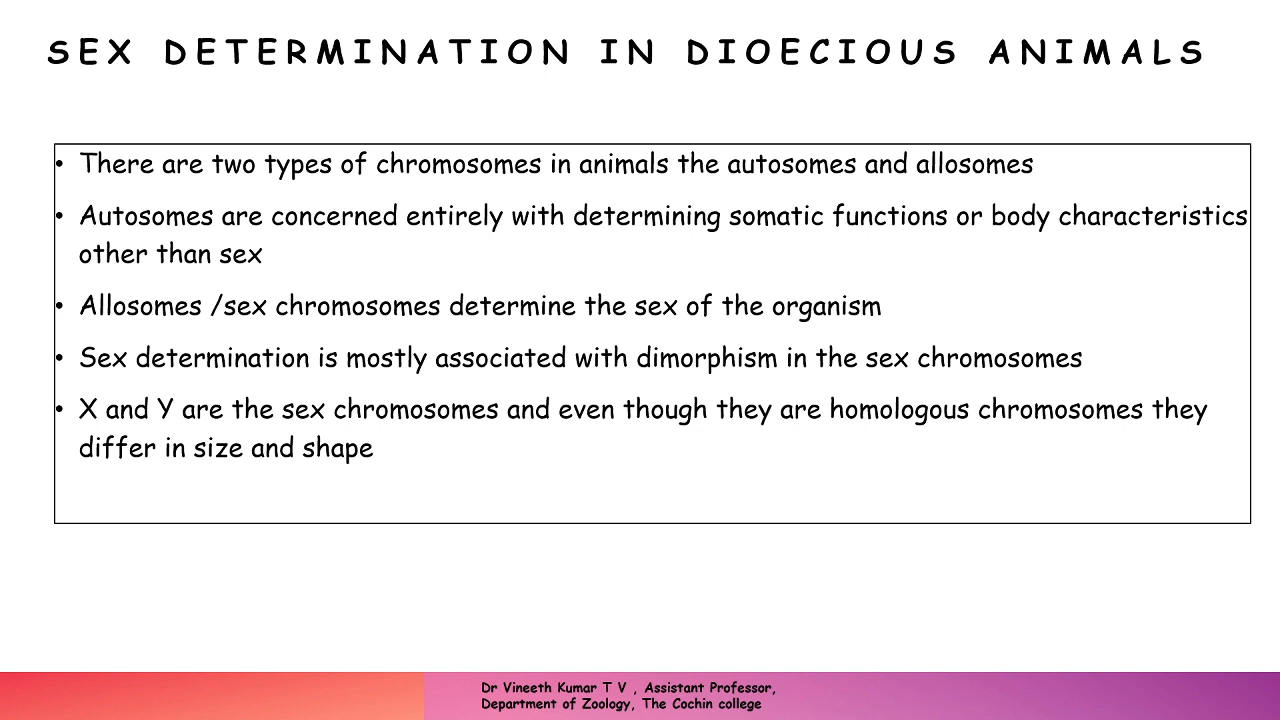 SEX DETERMINATION IN DIOECIOUS ANIMALS
• There are two types of chromosomes in animals the autosomes and allosomes
• Autosomes are concerned entirely with determining somatic functions or body characteristics
other than sex
• Allosomes /sex chromosomes determine the sex of the organism
• Sex determination is mostly associated with dimorphism in the sex chromosomes
• X and Y are the sex chromosomes and even though they are homologous chromosomes they
differ in size and shape
Dr Vineeth Kumar T V , Assistant Professor,
Department of Zoology, The Cochin college